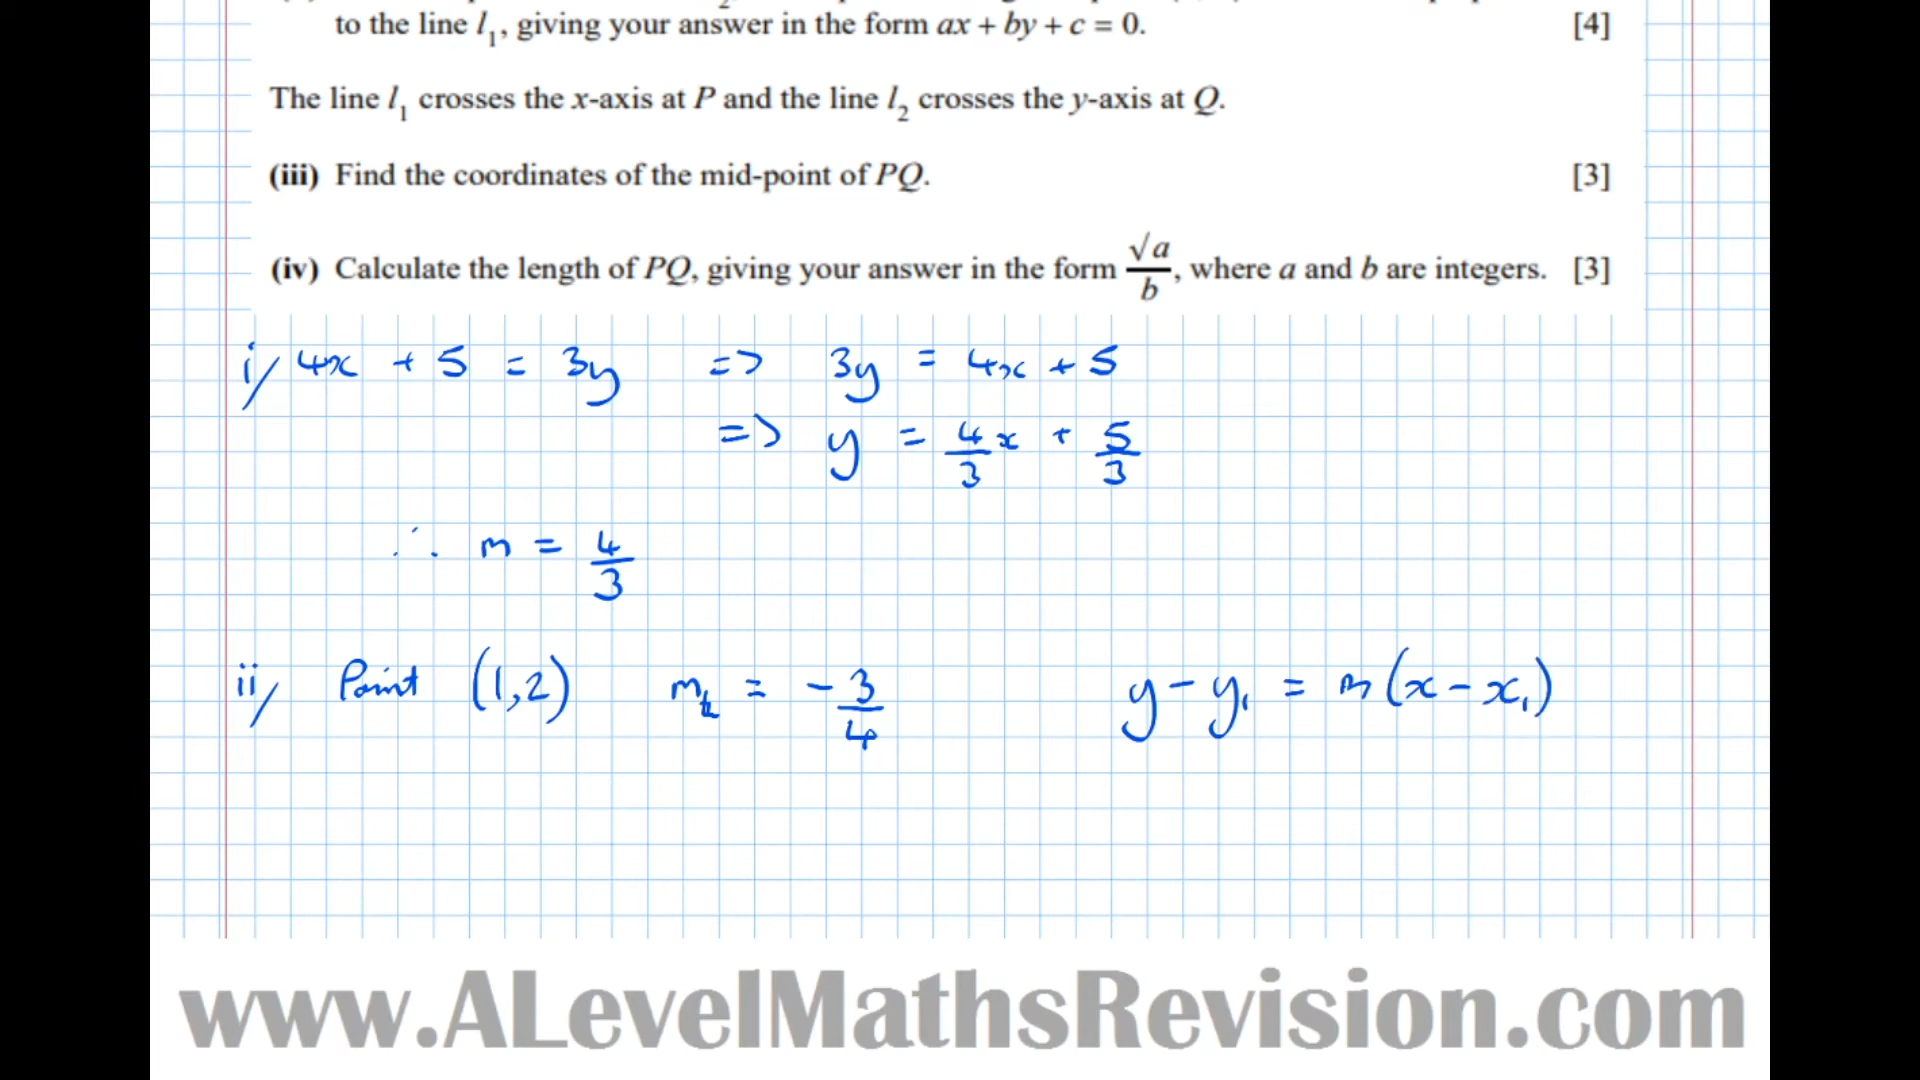 to the line l₁, giving your answer in the form ax + by + c = 0. [4]
The line l₁ crosses the x-axis at P and the line l₂ crosses the y-axis at Q.
(iii) Find the coordinates of the mid-point of PQ. [3]
(iv) Calculate the length of PQ, giving your answer in the form √a/b, where a and b are integers. [3]
i/ 4x + 5 = 3y => 3y = 4x + 5
=> y = 4/3 x + 5/3
∴ m = 4/3
ii/ Point (1,2) m₂ = -3/4 y - y₁ = m(x - x₁)
www.ALevelMathsRevision.com